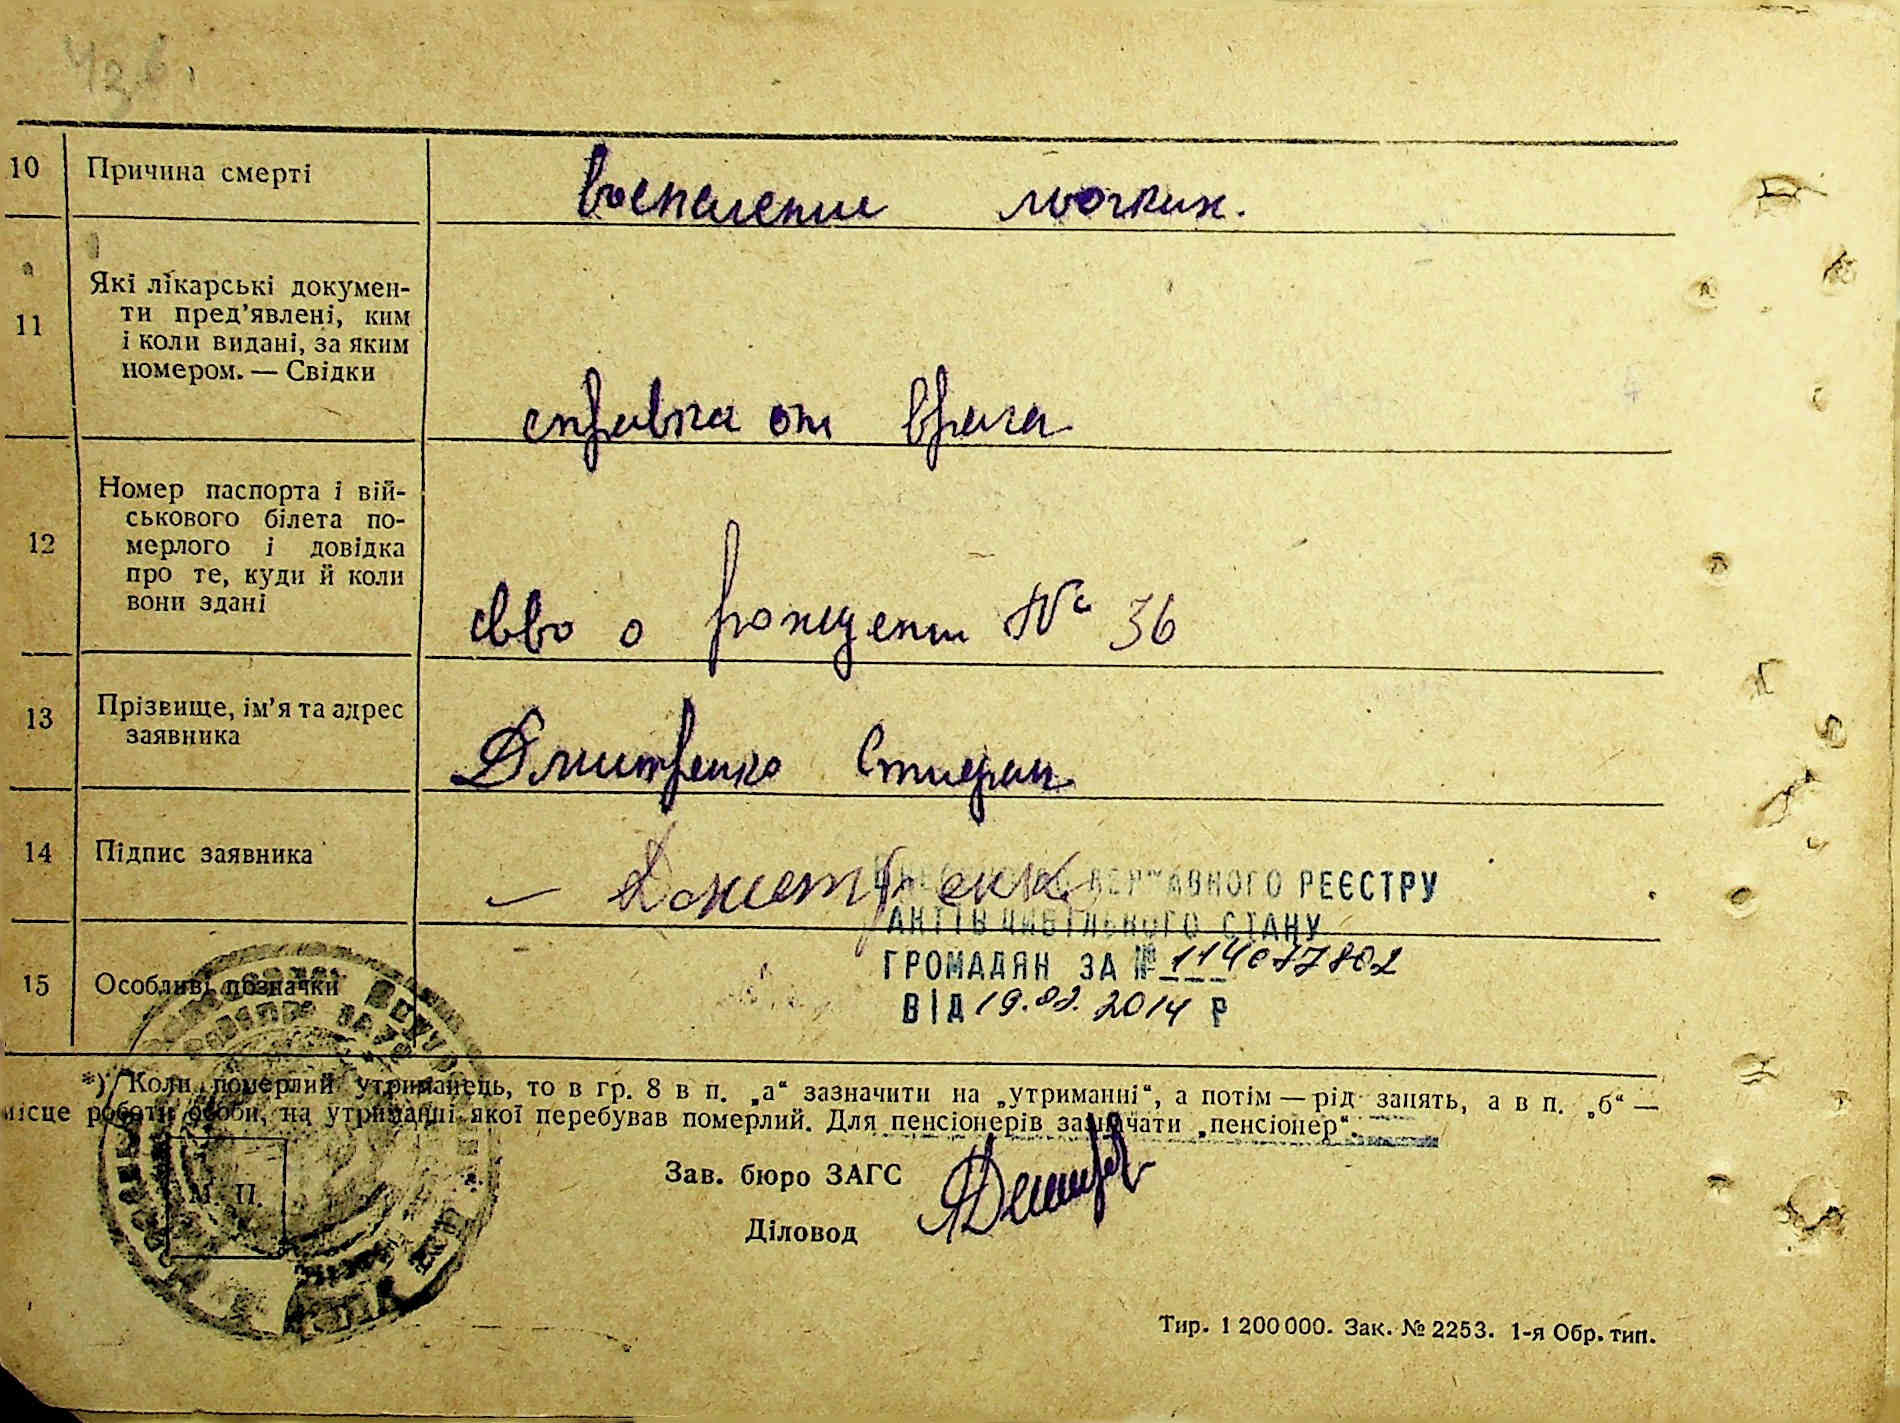 10 Причина смерті
воспаление
11 Які лікарські докумен-
ти пред'явлені, ким
і коли видані, за яким
номером. — Свідки
справка от врача
12 Номер паспорта і вій-
ськового білета по-
мерлого і довідка
про те, куди й коли
вони здані
свво о рождении № 36
13 Прізвище, ім'я та адрес
заявника
Дмитренко Стифан
14 Підпис заявника
— Дмитренко
ДЕРЖАВНОГО РЕЄСТРУ
АКТІВ ЦИВІЛЬНОГО СТАНУ
ГРОМАДЯН ЗА № 114077802
ВІД 19.02.2014 Р
15 Особливі позначки
*) Коли померлий утриманець, то в гр. 8 в п. „а“ зазначити на „утриманні“, а потім — рід занять, а в п. „б“ —
місце роботи особи, на утриманні якої перебував померлий. Для пенсіонерів зазначати „пенсіонер“.
М. П.
Зав. бюро ЗАГС
Діловод
Тир. 1 200 000. Зак. № 2253. 1-я Обр. тип.